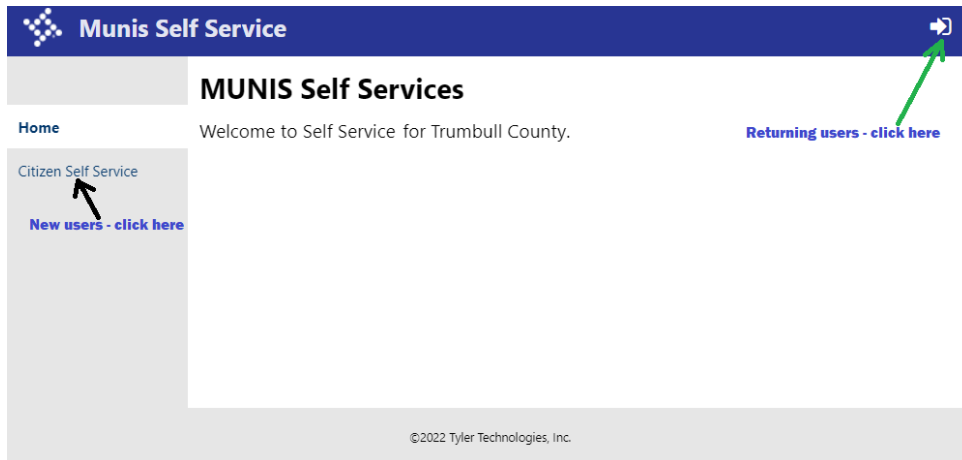 Munis Self Service
MUNIS Self Services
Home
Welcome to Self Service for Trumbull County.
Returning users - click here
Citizen Self Service
New users - click here
©2022 Tyler Technologies, Inc.